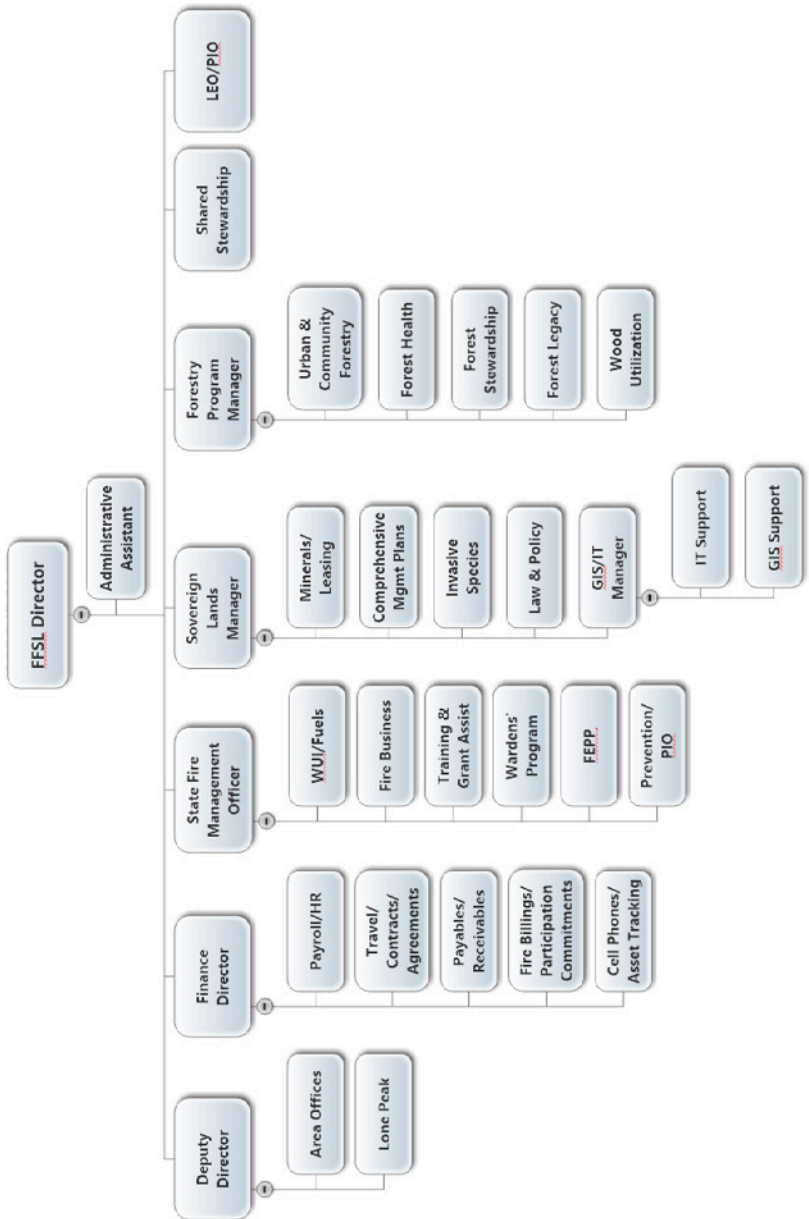 FFSL Director
Administrative
Assistant
Deputy
Director
Area Offices
Lone Peak
Finance
Director
Payroll/HR
Travel/
Contracts/
Agreements
Payables/
Receivables
Fire Billings/
Participation
Commitments
Cell Phones/
Asset Tracking
State Fire
Management
Officer
WUI/Fuels
Fire Business
Training &
Grant Assist
Wardens'
Program
FEPP
Prevention/
PIO
Sovereign
Lands
Manager
Minerals/
Leasing
Comprehensive
Mgmt Plans
Invasive
Species
Law & Policy
GIS/IT
Manager
IT Support
GIS Support
Forestry
Program
Manager
Urban &
Community
Forestry
Forest Health
Forest
Stewardship
Forest Legacy
Wood
Utilization
Shared
Stewardship
LEO/PIO